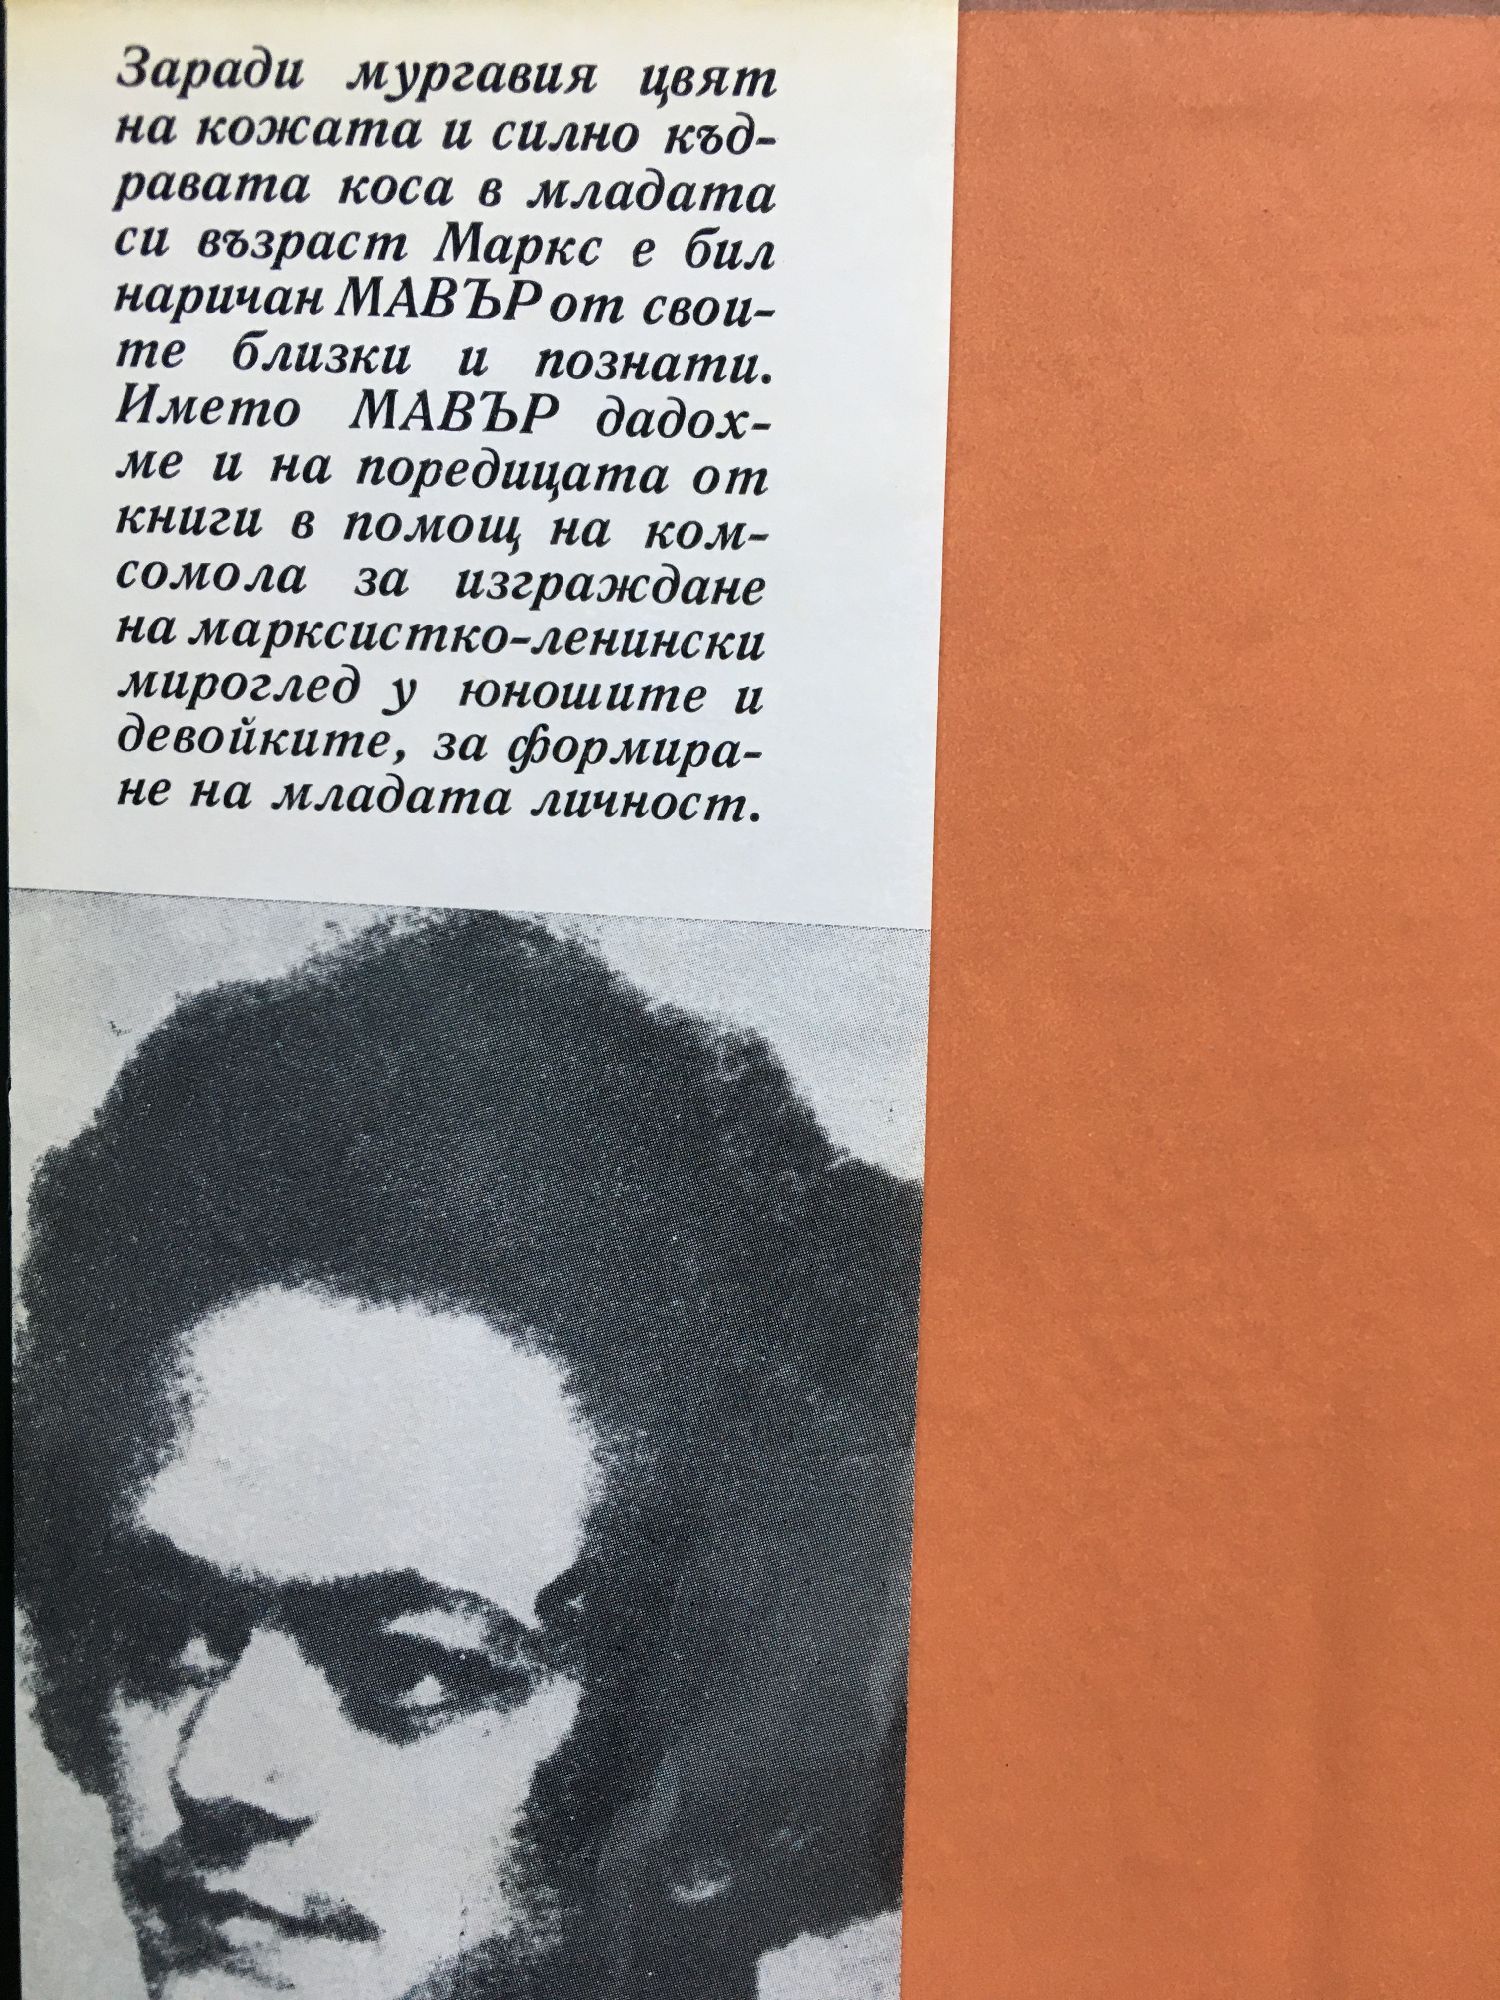 Заради мургавия цвят
на кожата и силно къд-
равата коса в младата
си възраст Маркс е бил
наричан МАВЪР от свои-
те близки и познати.
Името МАВЪР дадох-
ме и на поредицата от
книги в помощ на ком-
сомола за изграждане
на марксистко-ленински
мироглед у юношите и
девойките, за формира-
не на младата личност.